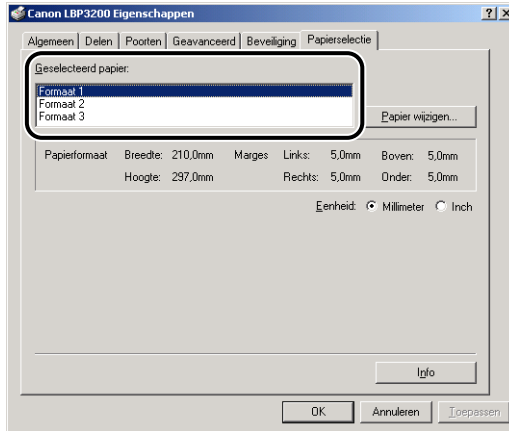 Canon LBP3200 Eigenschappen
Algemeen Delen Poorten Geavanceerd Beveiliging Papierselectie
Geselecteerd papier:
Formaat 1
Formaat 2
Formaat 3
Papier wijzigen...
Papierformaat Breedte: 210,0mm Marges Links: 5,0mm Boven: 5,0mm
Hoogte: 297,0mm Rechts: 5,0mm Onder: 5,0mm
Eenheid: Millimeter Inch
Info
OK Annuleren Toepassen